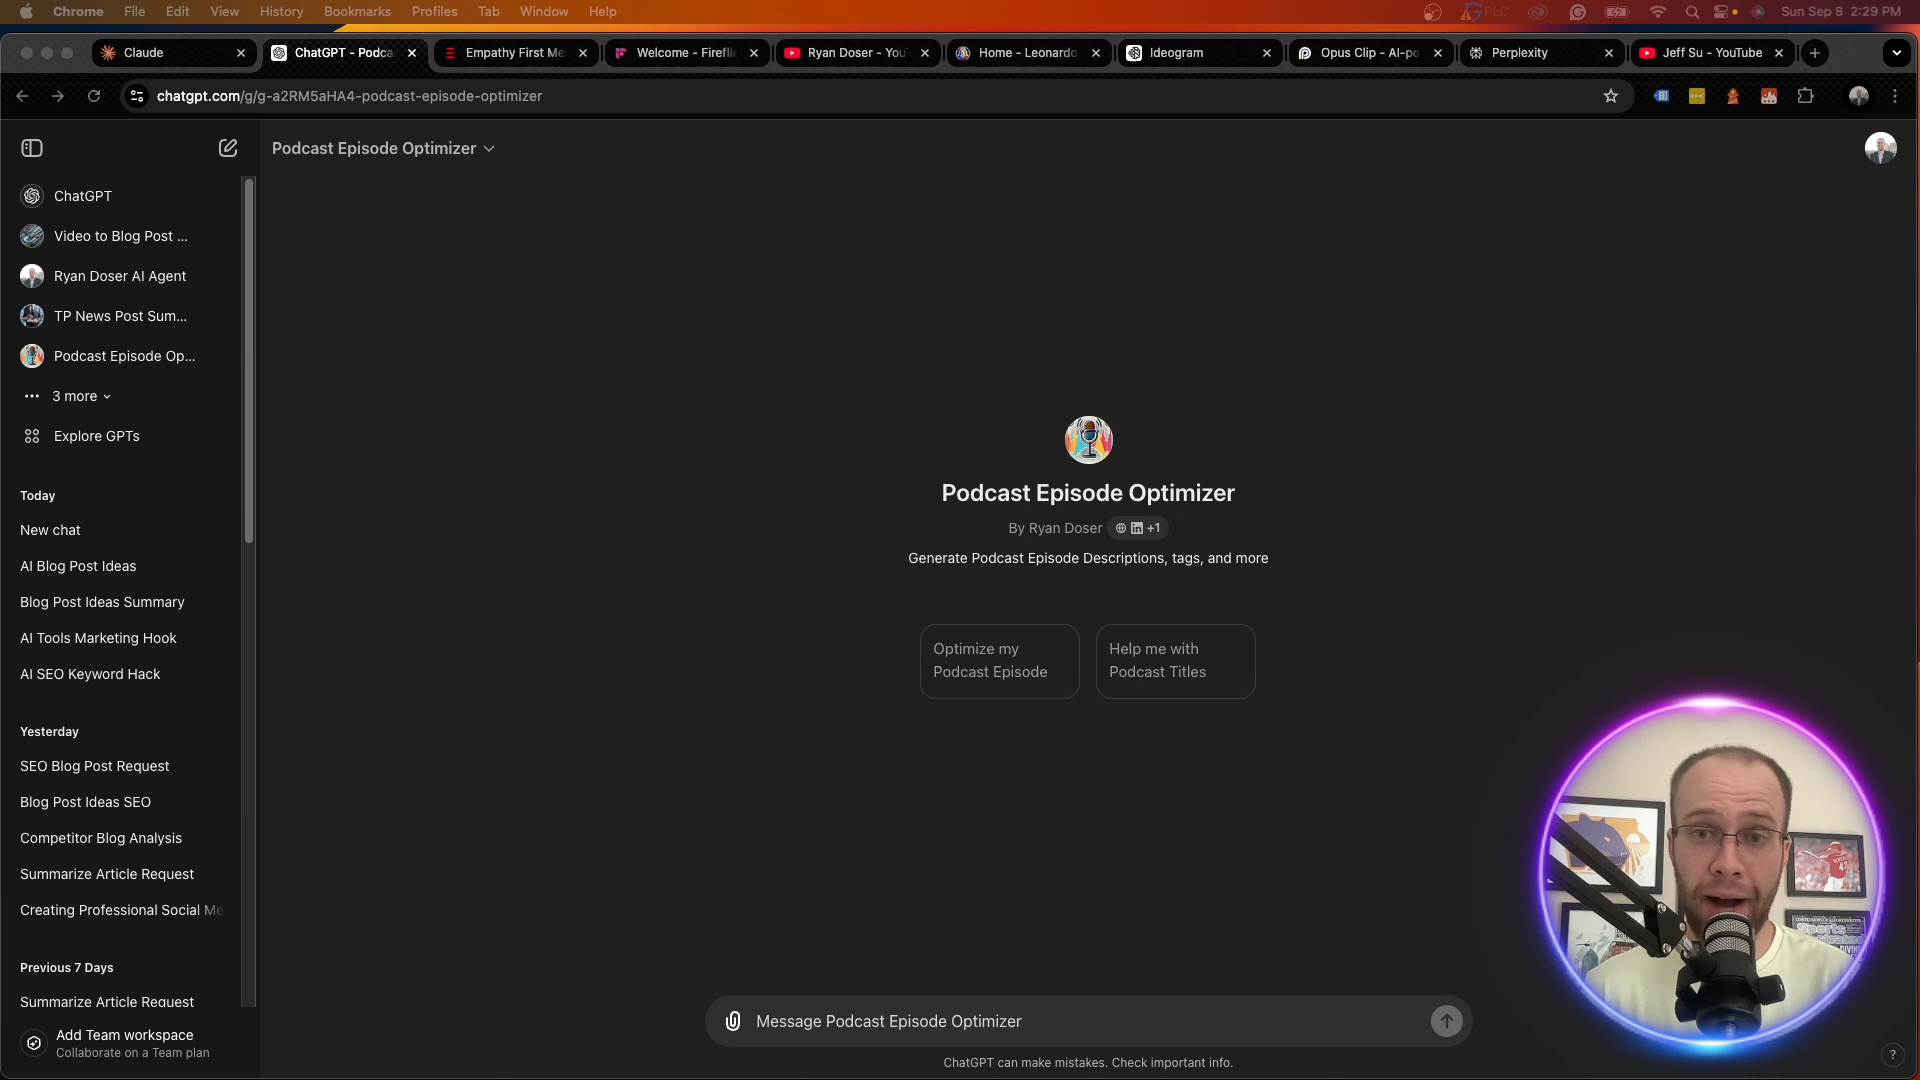 Chrome File Edit View History Bookmarks Profiles Tab Window Help
PLC
Sun Sep 8 2:29 PM
Claude
ChatGPT - Podca
Empathy First Me
Welcome - Firefli
Ryan Doser - You
Home - Leonardo
Ideogram
Opus Clip - AI-po
Perplexity
Jeff Su - YouTube
chatgpt.com/g/g-a2RM5aHA4-podcast-episode-optimizer
Podcast Episode Optimizer
ChatGPT
Video to Blog Post ...
Ryan Doser AI Agent
TP News Post Sum...
Podcast Episode Op...
3 more
Explore GPTs
Today
New chat
AI Blog Post Ideas
Blog Post Ideas Summary
AI Tools Marketing Hook
AI SEO Keyword Hack
Yesterday
SEO Blog Post Request
Blog Post Ideas SEO
Competitor Blog Analysis
Summarize Article Request
Creating Professional Social Me
Previous 7 Days
Summarize Article Request
Add Team workspace
Collaborate on a Team plan
Podcast Episode Optimizer
By Ryan Doser
in +1
Generate Podcast Episode Descriptions, tags, and more
Optimize my
Podcast Episode
Help me with
Podcast Titles
Message Podcast Episode Optimizer
ChatGPT can make mistakes. Check important info.
?
Sports
Illustrated